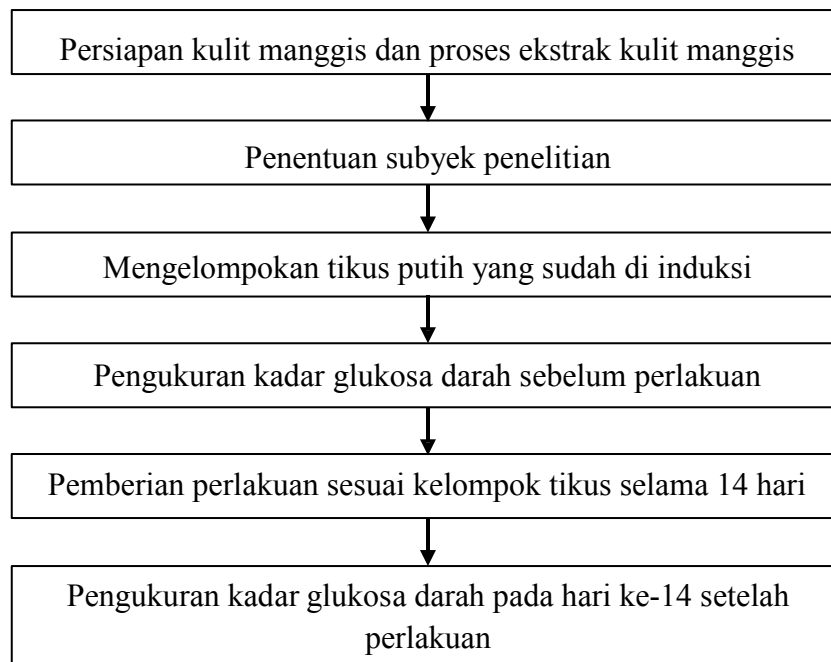 Persiapan kulit manggis dan proses ekstrak kulit manggis
Penentuan subyek penelitian
Mengelompokan tikus putih yang sudah di induksi
Pengukuran kadar glukosa darah sebelum perlakuan
Pemberian perlakuan sesuai kelompok tikus selama 14 hari
Pengukuran kadar glukosa darah pada hari ke-14 setelah
perlakuan